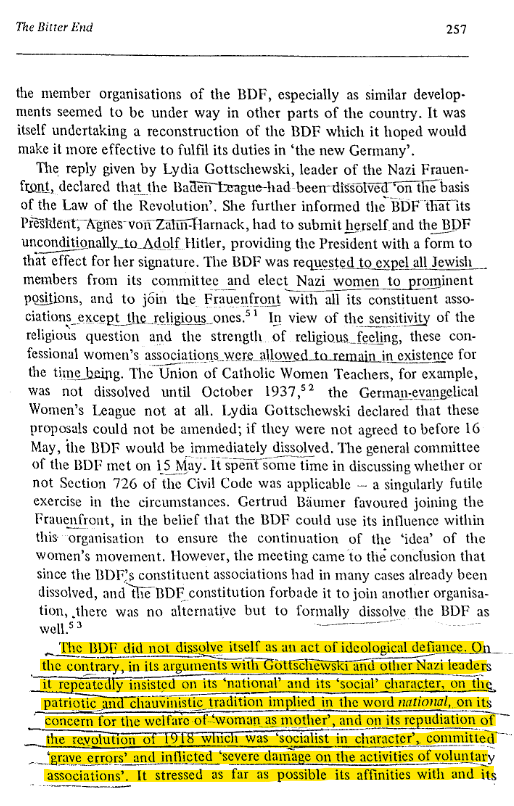 The Bitter End 257
the member organisations of the BDF, especially as similar develop-
ments seemed to be under way in other parts of the country. It was
itself undertaking a reconstruction of the BDF which it hoped would
make it more effective to fulfil its duties in 'the new Germany'.
The reply given by Lydia Gottschewski, leader of the Nazi Frauen-
front, declared that the Baden League had been dissolved 'on the basis
of the Law of the Revolution'. She further informed the BDF that its
President, Agnes von Zahn-Harnack, had to submit herself and the BDF
unconditionally to Adolf Hitler, providing the President with a form to
that effect for her signature. The BDF was requested to expel all Jewish
members from its committee and elect Nazi women to prominent
positions, and to join the Frauenfront with all its constituent asso-
ciations except the religious ones.⁵¹ In view of the sensitivity of the
religious question and the strength of religious feeling, these con-
fessional women's associations were allowed to remain in existence for
the time being. The Union of Catholic Women Teachers, for example,
was not dissolved until October 1937,⁵² the German-evangelical
Women's League not at all. Lydia Gottschewski declared that these
proposals could not be amended; if they were not agreed to before 16
May, the BDF would be immediately dissolved. The general committee
of the BDF met on 15 May. It spent some time in discussing whether or
not Section 726 of the Civil Code was applicable — a singularly futile
exercise in the circumstances. Gertrud Bäumer favoured joining the
Frauenfront, in the belief that the BDF could use its influence within
this organisation to ensure the continuation of the 'idea' of the
women's movement. However, the meeting came to the conclusion that
since the BDF's constituent associations had in many cases already been
dissolved, and the BDF constitution forbade it to join another organisa-
tion, there was no alternative but to formally dissolve the BDF as
well.⁵³
The BDF did not dissolve itself as an act of ideological defiance. On
the contrary, in its arguments with Gottschewski and other Nazi leaders
it repeatedly insisted on its 'national' and its 'social' character, on the
patriotic and chauvinistic tradition implied in the word national, on its
concern for the welfare of 'woman as mother', and on its repudiation of
the revolution of 1918 which was 'socialist in character', committed
'grave errors' and inflicted 'severe damage on the activities of voluntary
associations'. It stressed as far as possible its affinities with and its